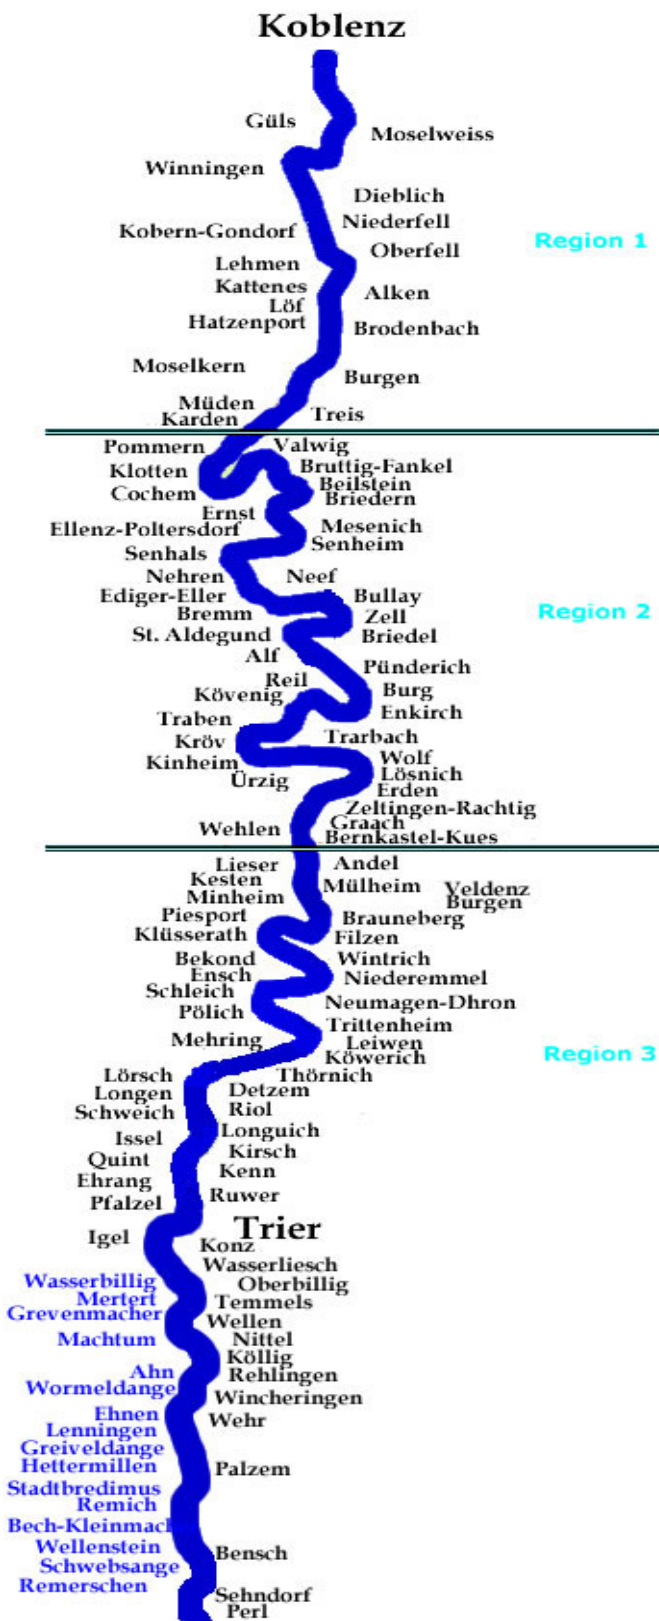 Koblenz
Güls
Moselweiss
Winningen
Dieblich
Niederfell
Kobern-Gondorf
Region 1
Oberfell
Lehmen
Kattenes
Alken
Löf
Hatzenport
Brodenbach
Moselkern
Burgen
Müden
Treis
Karden
Pommern
Valwig
Klotten
Bruttig-Fankel
Beilstein
Cochem
Briedern
Ernst
Mesenich
Ellenz-Poltersdorf
Senheim
Senhals
Nehren
Neef
Ediger-Eller
Bullay
Bremm
Zell
Region 2
St. Aldegund
Briedel
Alf
Pünderich
Reil
Kövenig
Burg
Enkirch
Traben
Trarbach
Kröv
Wolf
Kinheim
Lösnich
Ürzig
Erden
Zeltingen-Rachtig
Graach
Wehlen
Bernkastel-Kues
Lieser
Andel
Kesten
Mülheim
Veldenz
Minheim
Burgen
Piesport
Brauneberg
Klüsserath
Filzen
Bekond
Wintrich
Ensch
Niederemmel
Schleich
Neumagen-Dhron
Pölich
Trittenheim
Mehring
Leiwen
Köwerich
Region 3
Lörsch
Thörnich
Longen
Detzem
Schweich
Riol
Issel
Longuich
Kirsch
Quint
Kenn
Ehrang
Ruwer
Pfalzel
Trier
Igel
Konz
Wasserliesch
Wasserbillig
Oberbillig
Mertert
Temmels
Grevenmacher
Wellen
Machtum
Nittel
Köllig
Ahn
Rehlingen
Wormeldange
Wincheringen
Ehnen
Wehr
Lenningen
Greiveldange
Hettermillen
Palzem
Stadtbredimus
Remich
Bech-Kleinmach
Wellenstein
Bensch
Schwebsange
Remerschen
Sehndorf
Perl